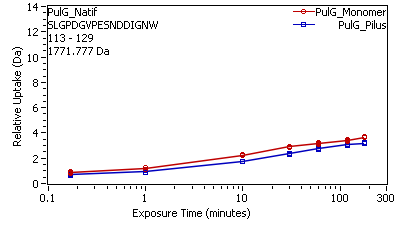 PulG_Natif
SLGPDGVPESNDDIGNW
113 - 129
1771.777 Da
PulG_Monomer
PulG_Pilus
Relative Uptake (Da)
14
12
10
8
6
4
2
0
0.1
1
10
100
300
Exposure Time (minutes)